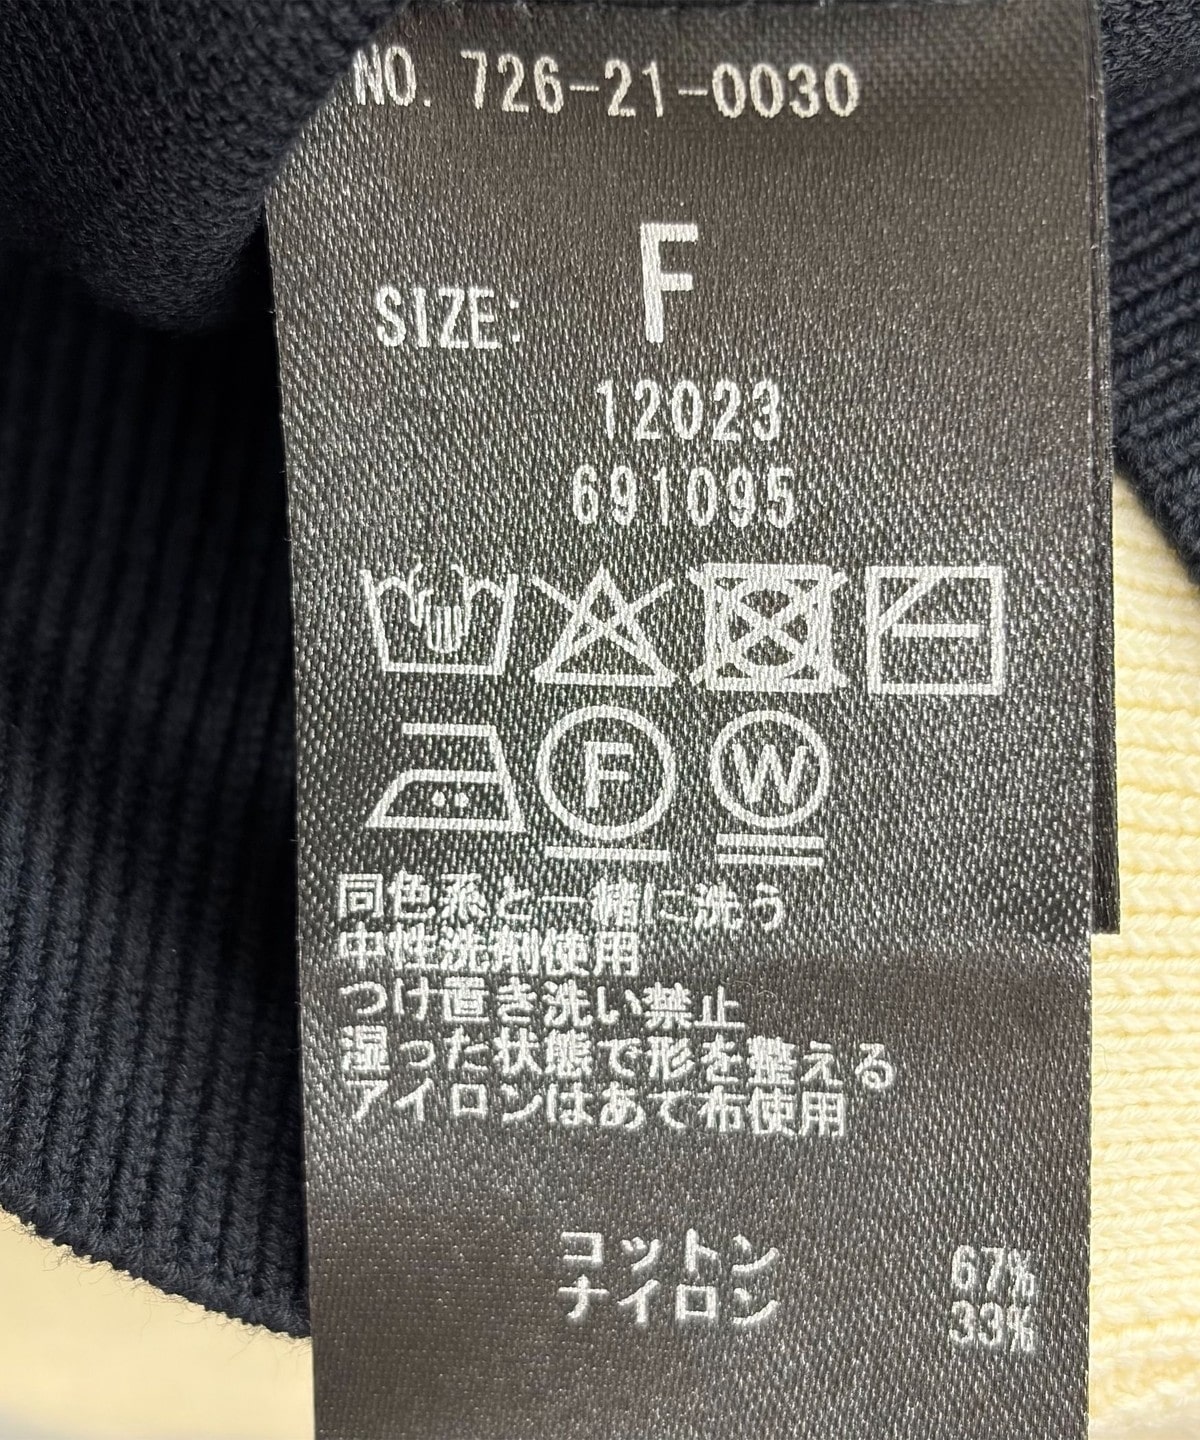 NO. 726-21-0030
SIZE: F
12023
691095
F W
同色系と一緒に洗う
中性洗剤使用
つけ置き洗い禁止
湿った状態で形を整える
アイロンはあて布使用
コットン 67%
ナイロン 33%